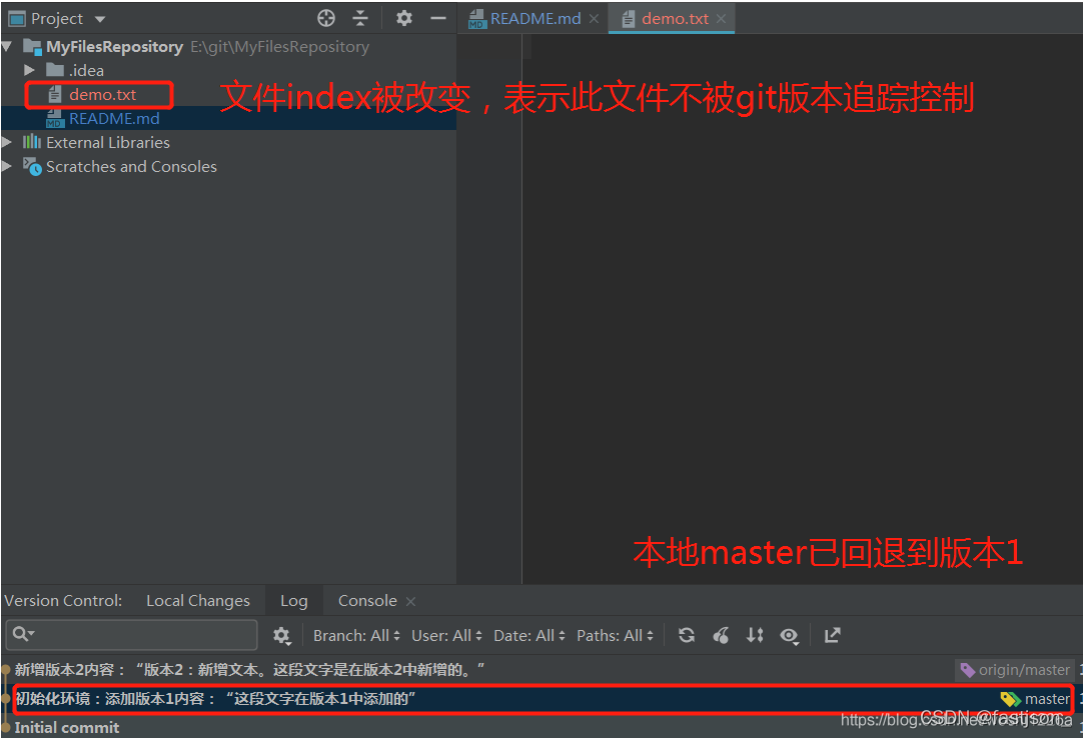 Project
README.md
demo.txt
MyFilesRepository E:\git\MyFilesRepository
.idea
demo.txt
文件index被改变，表示此文件不被git版本追踪控制
README.md
External Libraries
Scratches and Consoles
本地master已回退到版本1
Version Control: Local Changes Log Console
Branch: All User: All Date: All Paths: All
新增版本2内容：“版本2：新增文本。这段文字是在版本2中新增的。” origin/master
初始化环境：添加版本1内容：“这段文字在版本1中添加的” master
Initial commit
CSDN @fastjson_